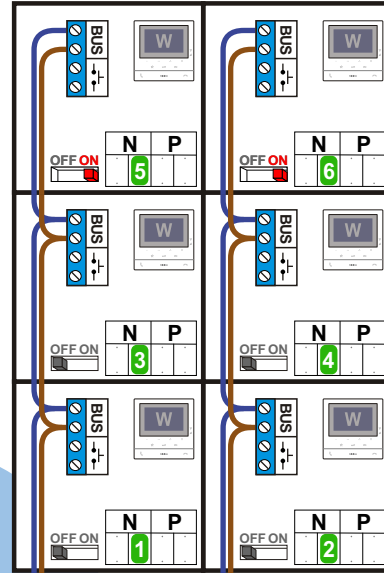 BUS W BUS W
N P N P
OFF ON 5 OFF ON 6
BUS W BUS W
N P N P
OFF ON 3 OFF ON 4
BUS W BUS W
N P N P
OFF ON 1 OFF ON 2